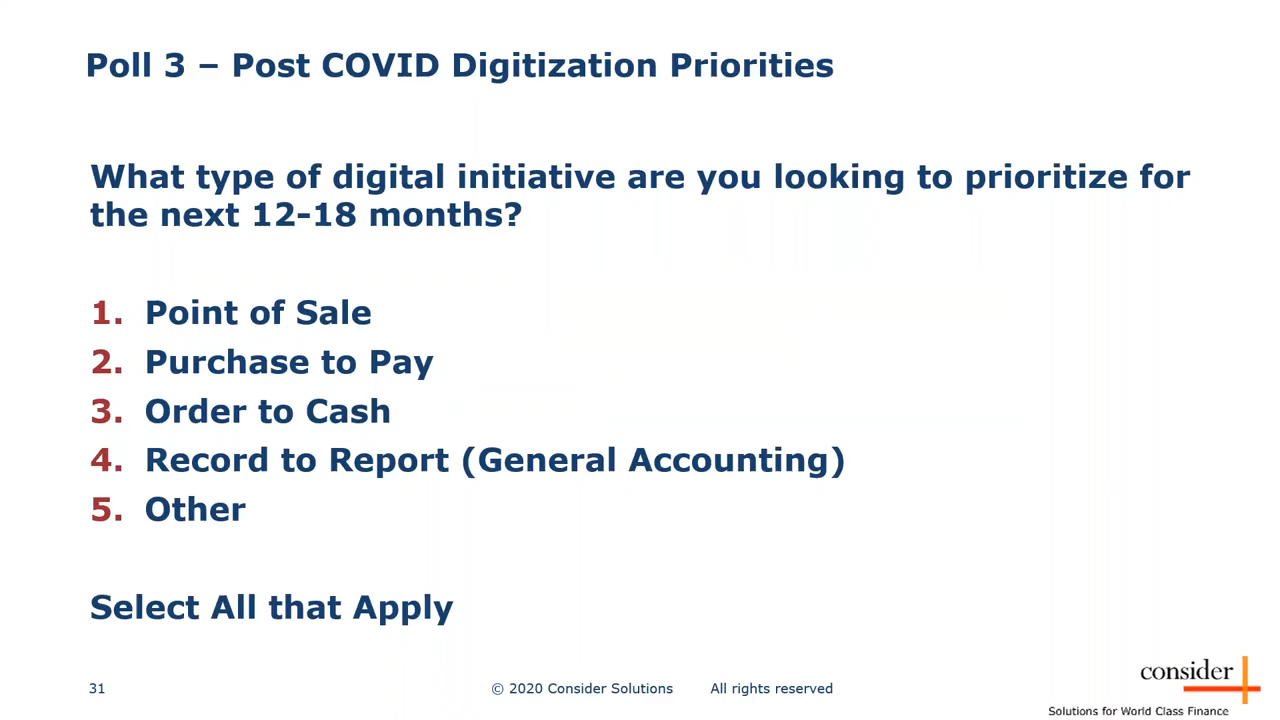 Poll 3 – Post COVID Digitization Priorities
What type of digital initiative are you looking to prioritize for
the next 12-18 months?
1. Point of Sale
2. Purchase to Pay
3. Order to Cash
4. Record to Report (General Accounting)
5. Other
Select All that Apply
31 © 2020 Consider Solutions All rights reserved
consider
Solutions for World Class Finance